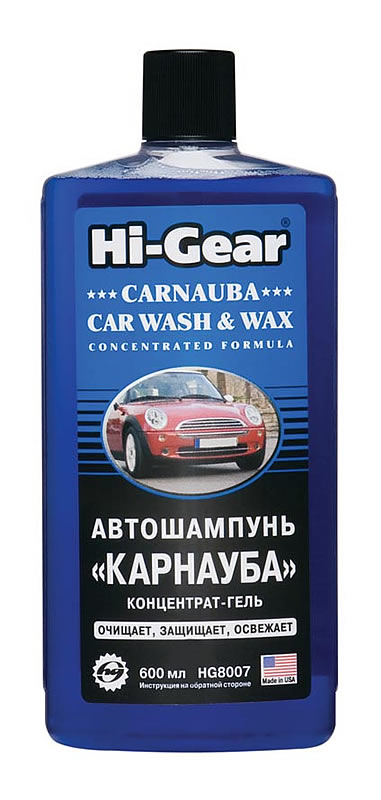 Hi-Gear®
★★★ CARNAUBA ★★★
CAR WASH & WAX
CONCENTRATED FORMULA
АВТОШАМПУНЬ
«КАРНАУБА»
КОНЦЕНТРАТ-ГЕЛЬ
ОЧИЩАЕТ, ЗАЩИЩАЕТ, ОСВЕЖАЕТ
600 мл HG8007
Инструкция на обратной стороне
Made in USA